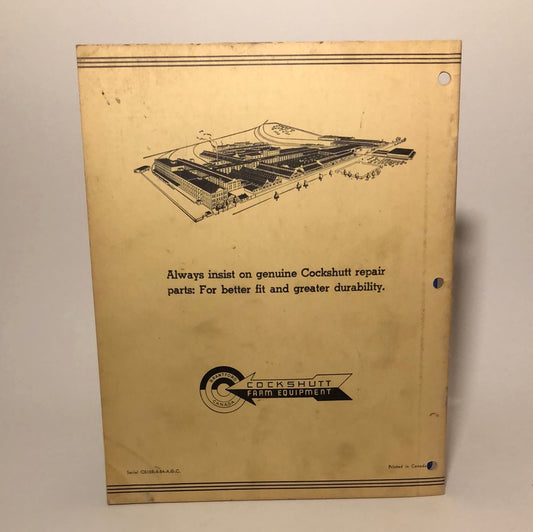 Always insist on genuine Cockshutt repair
parts: For better fit and greater durability.
BRANTFORD
CANADA
COCKSHUTT
FARM EQUIPMENT
Printed in Canada